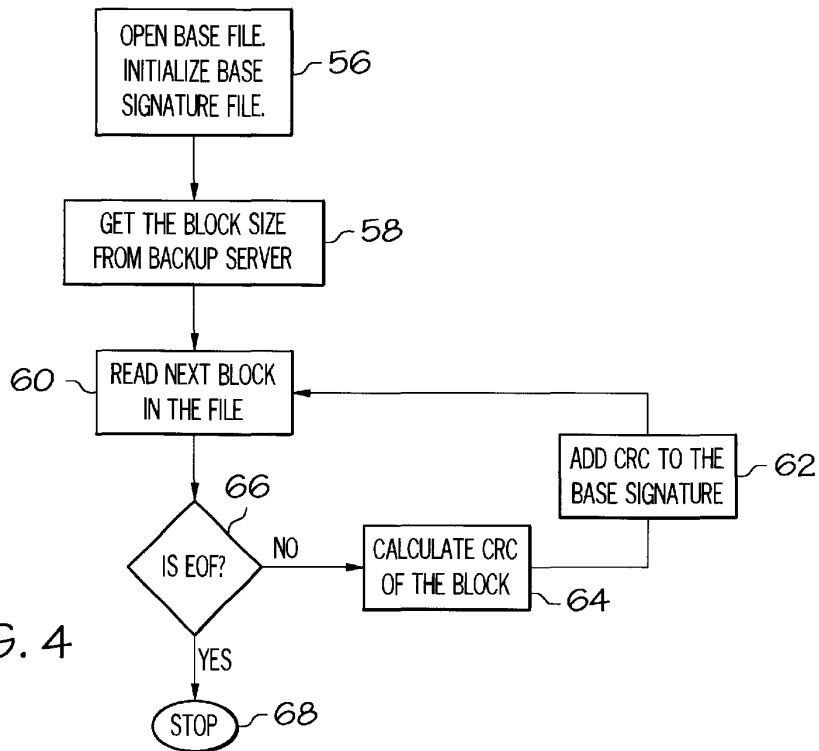 OPEN BASE FILE.
INITIALIZE BASE
SIGNATURE FILE.
56
GET THE BLOCK SIZE
FROM BACKUP SERVER
58
60
READ NEXT BLOCK
IN THE FILE
ADD CRC TO THE
BASE SIGNATURE
62
66
IS EOF?
NO
CALCULATE CRC
OF THE BLOCK
64
G. 4
YES
STOP
68